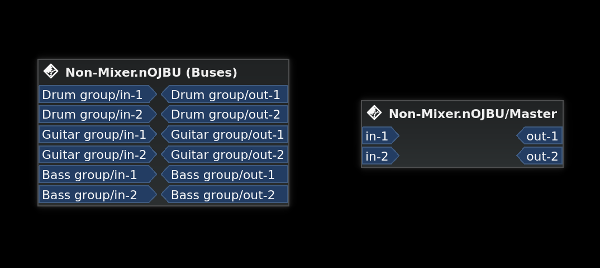 Non-Mixer.nOJBU (Buses)
Drum group/in-1 Drum group/out-1
Drum group/in-2 Drum group/out-2
Guitar group/in-1 Guitar group/out-1
Guitar group/in-2 Guitar group/out-2
Bass group/in-1 Bass group/out-1
Bass group/in-2 Bass group/out-2
Non-Mixer.nOJBU/Master
in-1 out-1
in-2 out-2